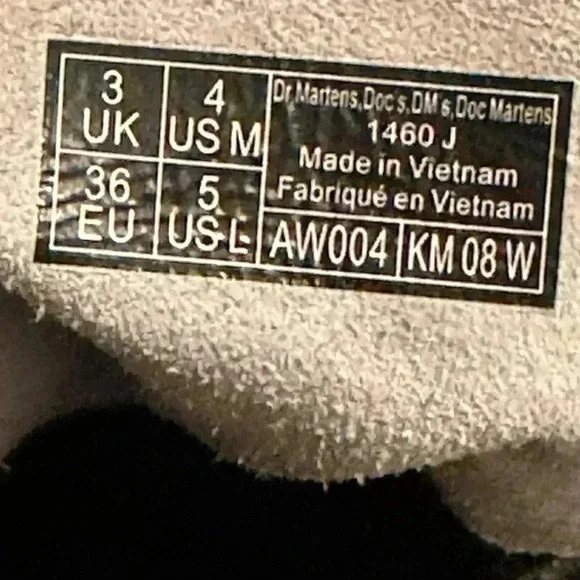 3
UK
4
US M
36
EU
5
US L
Dr.Martens,Doc's,DM's,Doc Martens
1460 J
Made in Vietnam
Fabriqué en Vietnam
AW004
KM 08 W